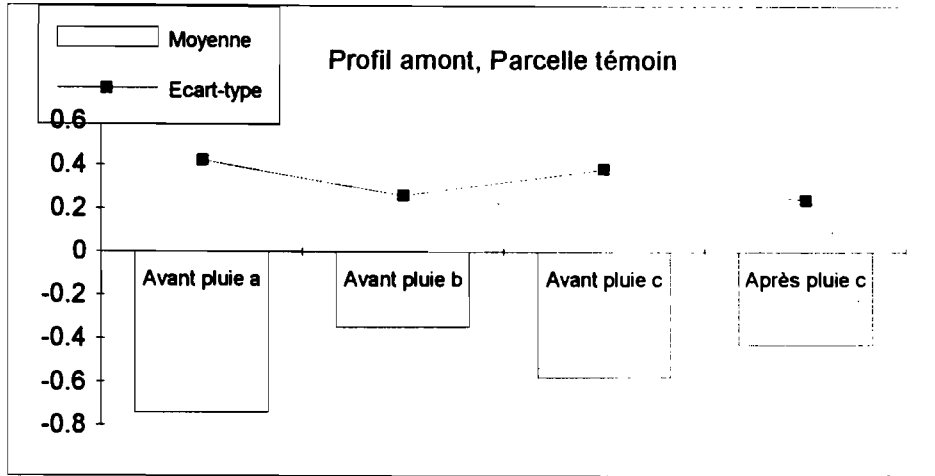 Moyenne
Ecart-type
Profil amont, Parcelle témoin
0.6
0.4
0.2
0
-0.2
-0.4
-0.6
-0.8
Avant pluie a
Avant pluie b
Avant pluie c
Après pluie c